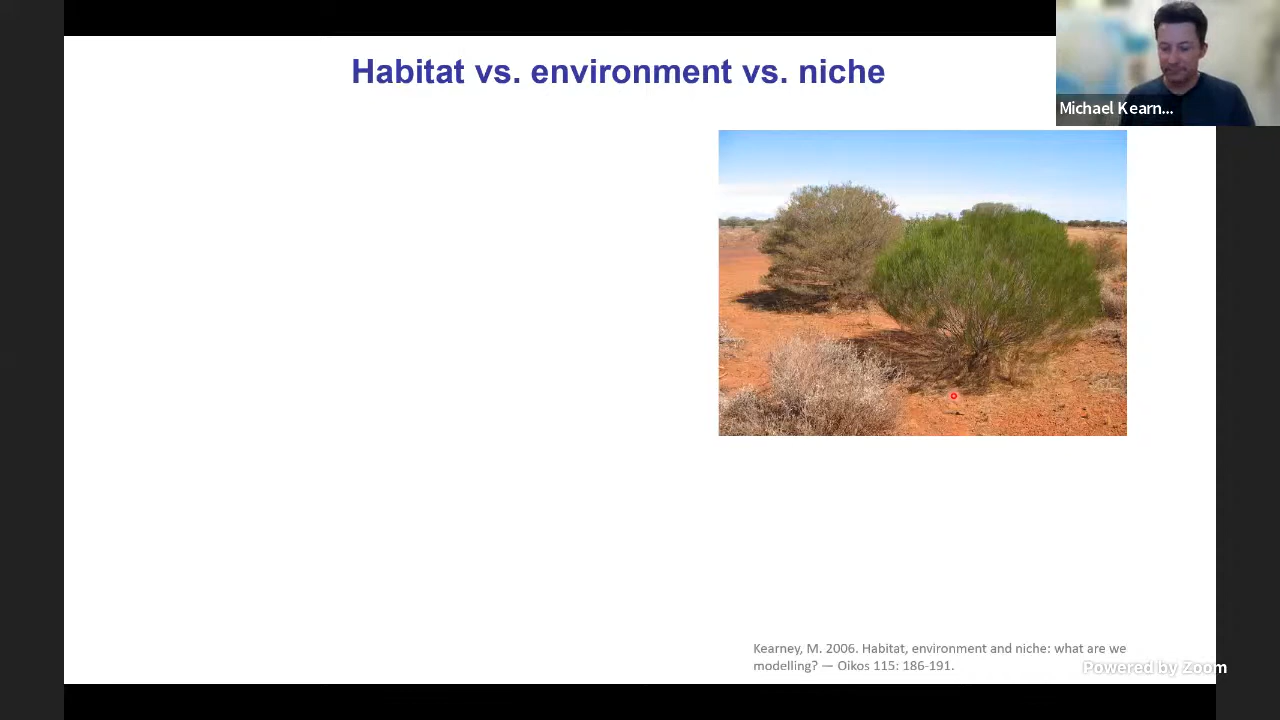 Habitat vs. environment vs. niche
Michael Kearn...
Kearney, M. 2006. Habitat, environment and niche: what are we
modelling? — Oikos 115: 186-191.
Powered by Zoom